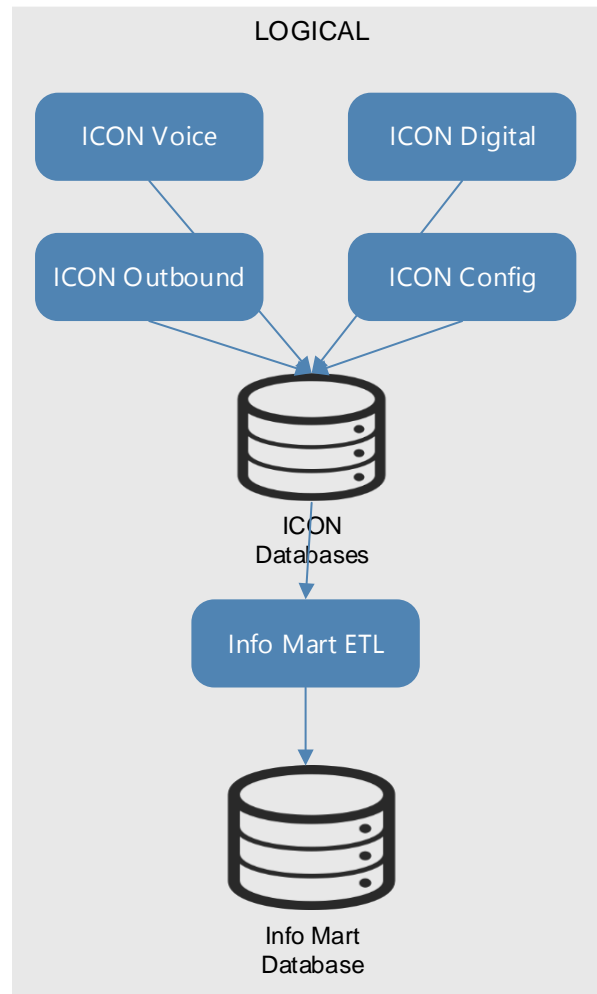 LOGICAL
ICON Voice
ICON Digital
ICON Outbound
ICON Config
ICON
Databases
Info Mart ETL
Info Mart
Database